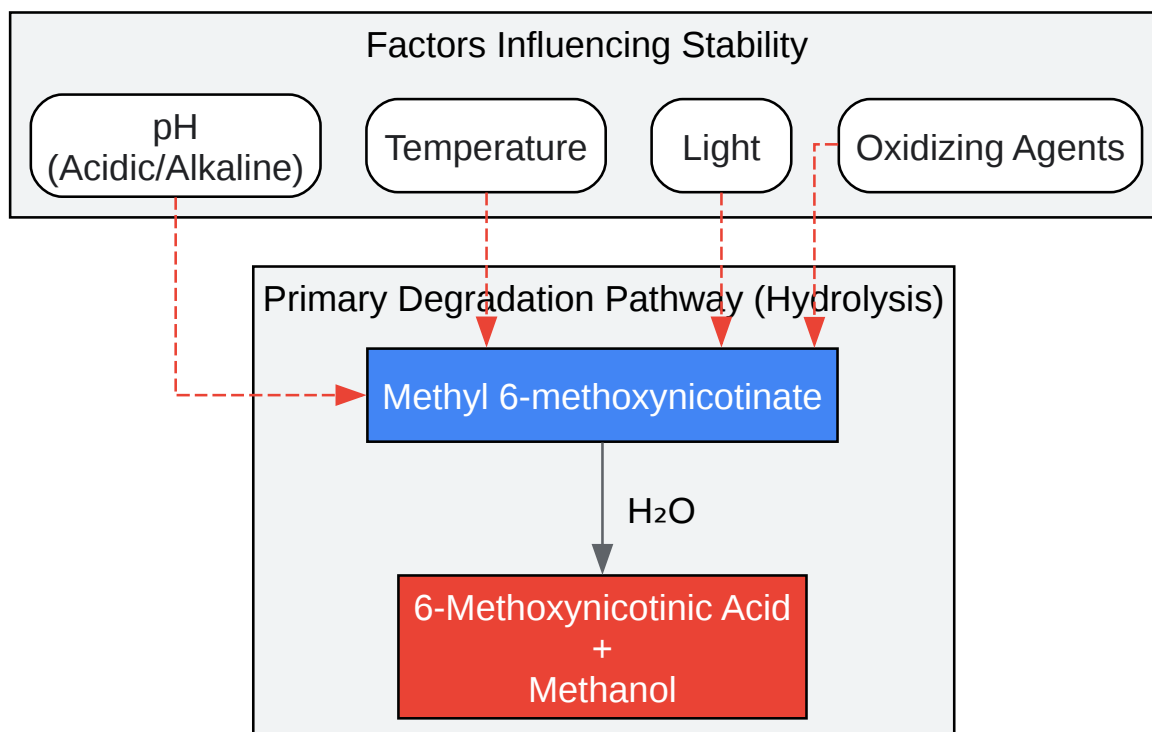 Factors Influencing Stability
pH
(Acidic/Alkaline)
Temperature
Light
Oxidizing Agents
Primary Degradation Pathway (Hydrolysis)
Methyl 6-methoxynicotinate
H₂O
6-Methoxynicotinic Acid
+
Methanol